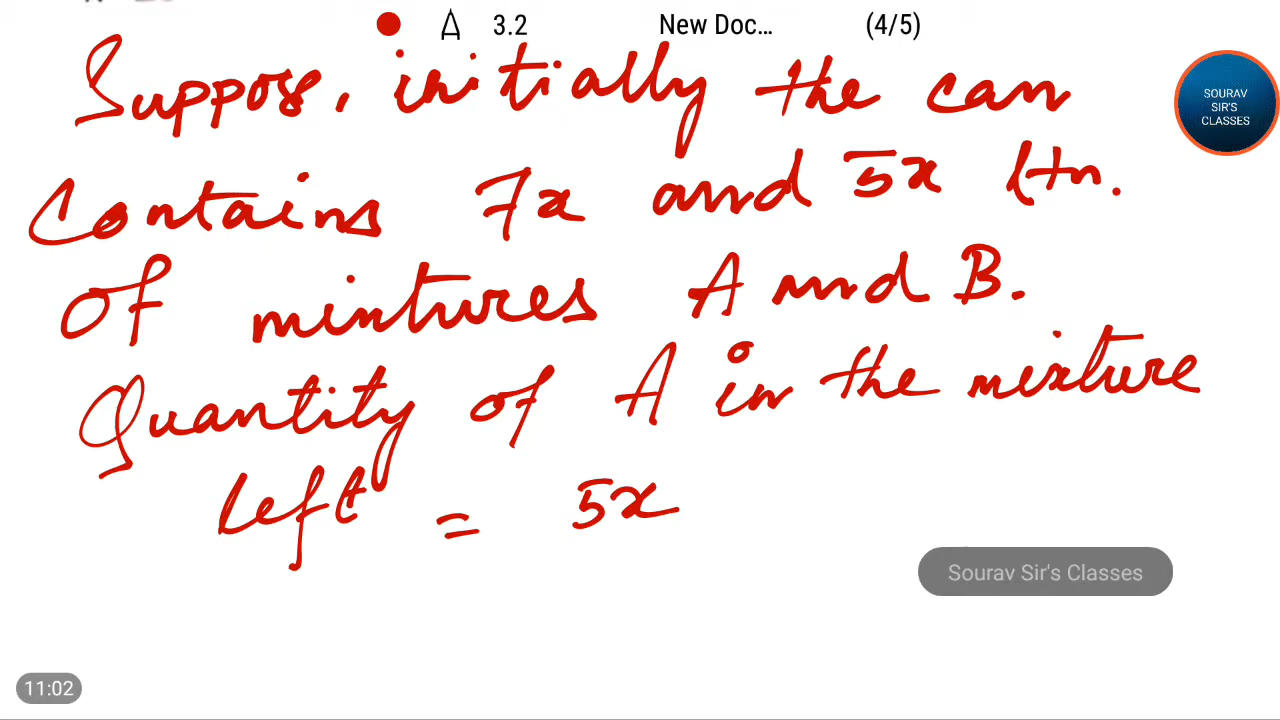 3.2 New Doc... (4/5)
Suppose, initially the can
SOURAV
SIR'S
CLASSES
Contains 7x and 5x ltr.
Of mixtures A and B.
Quantity of A in the mixture
left = 5x
Sourav Sir's Classes
11:02